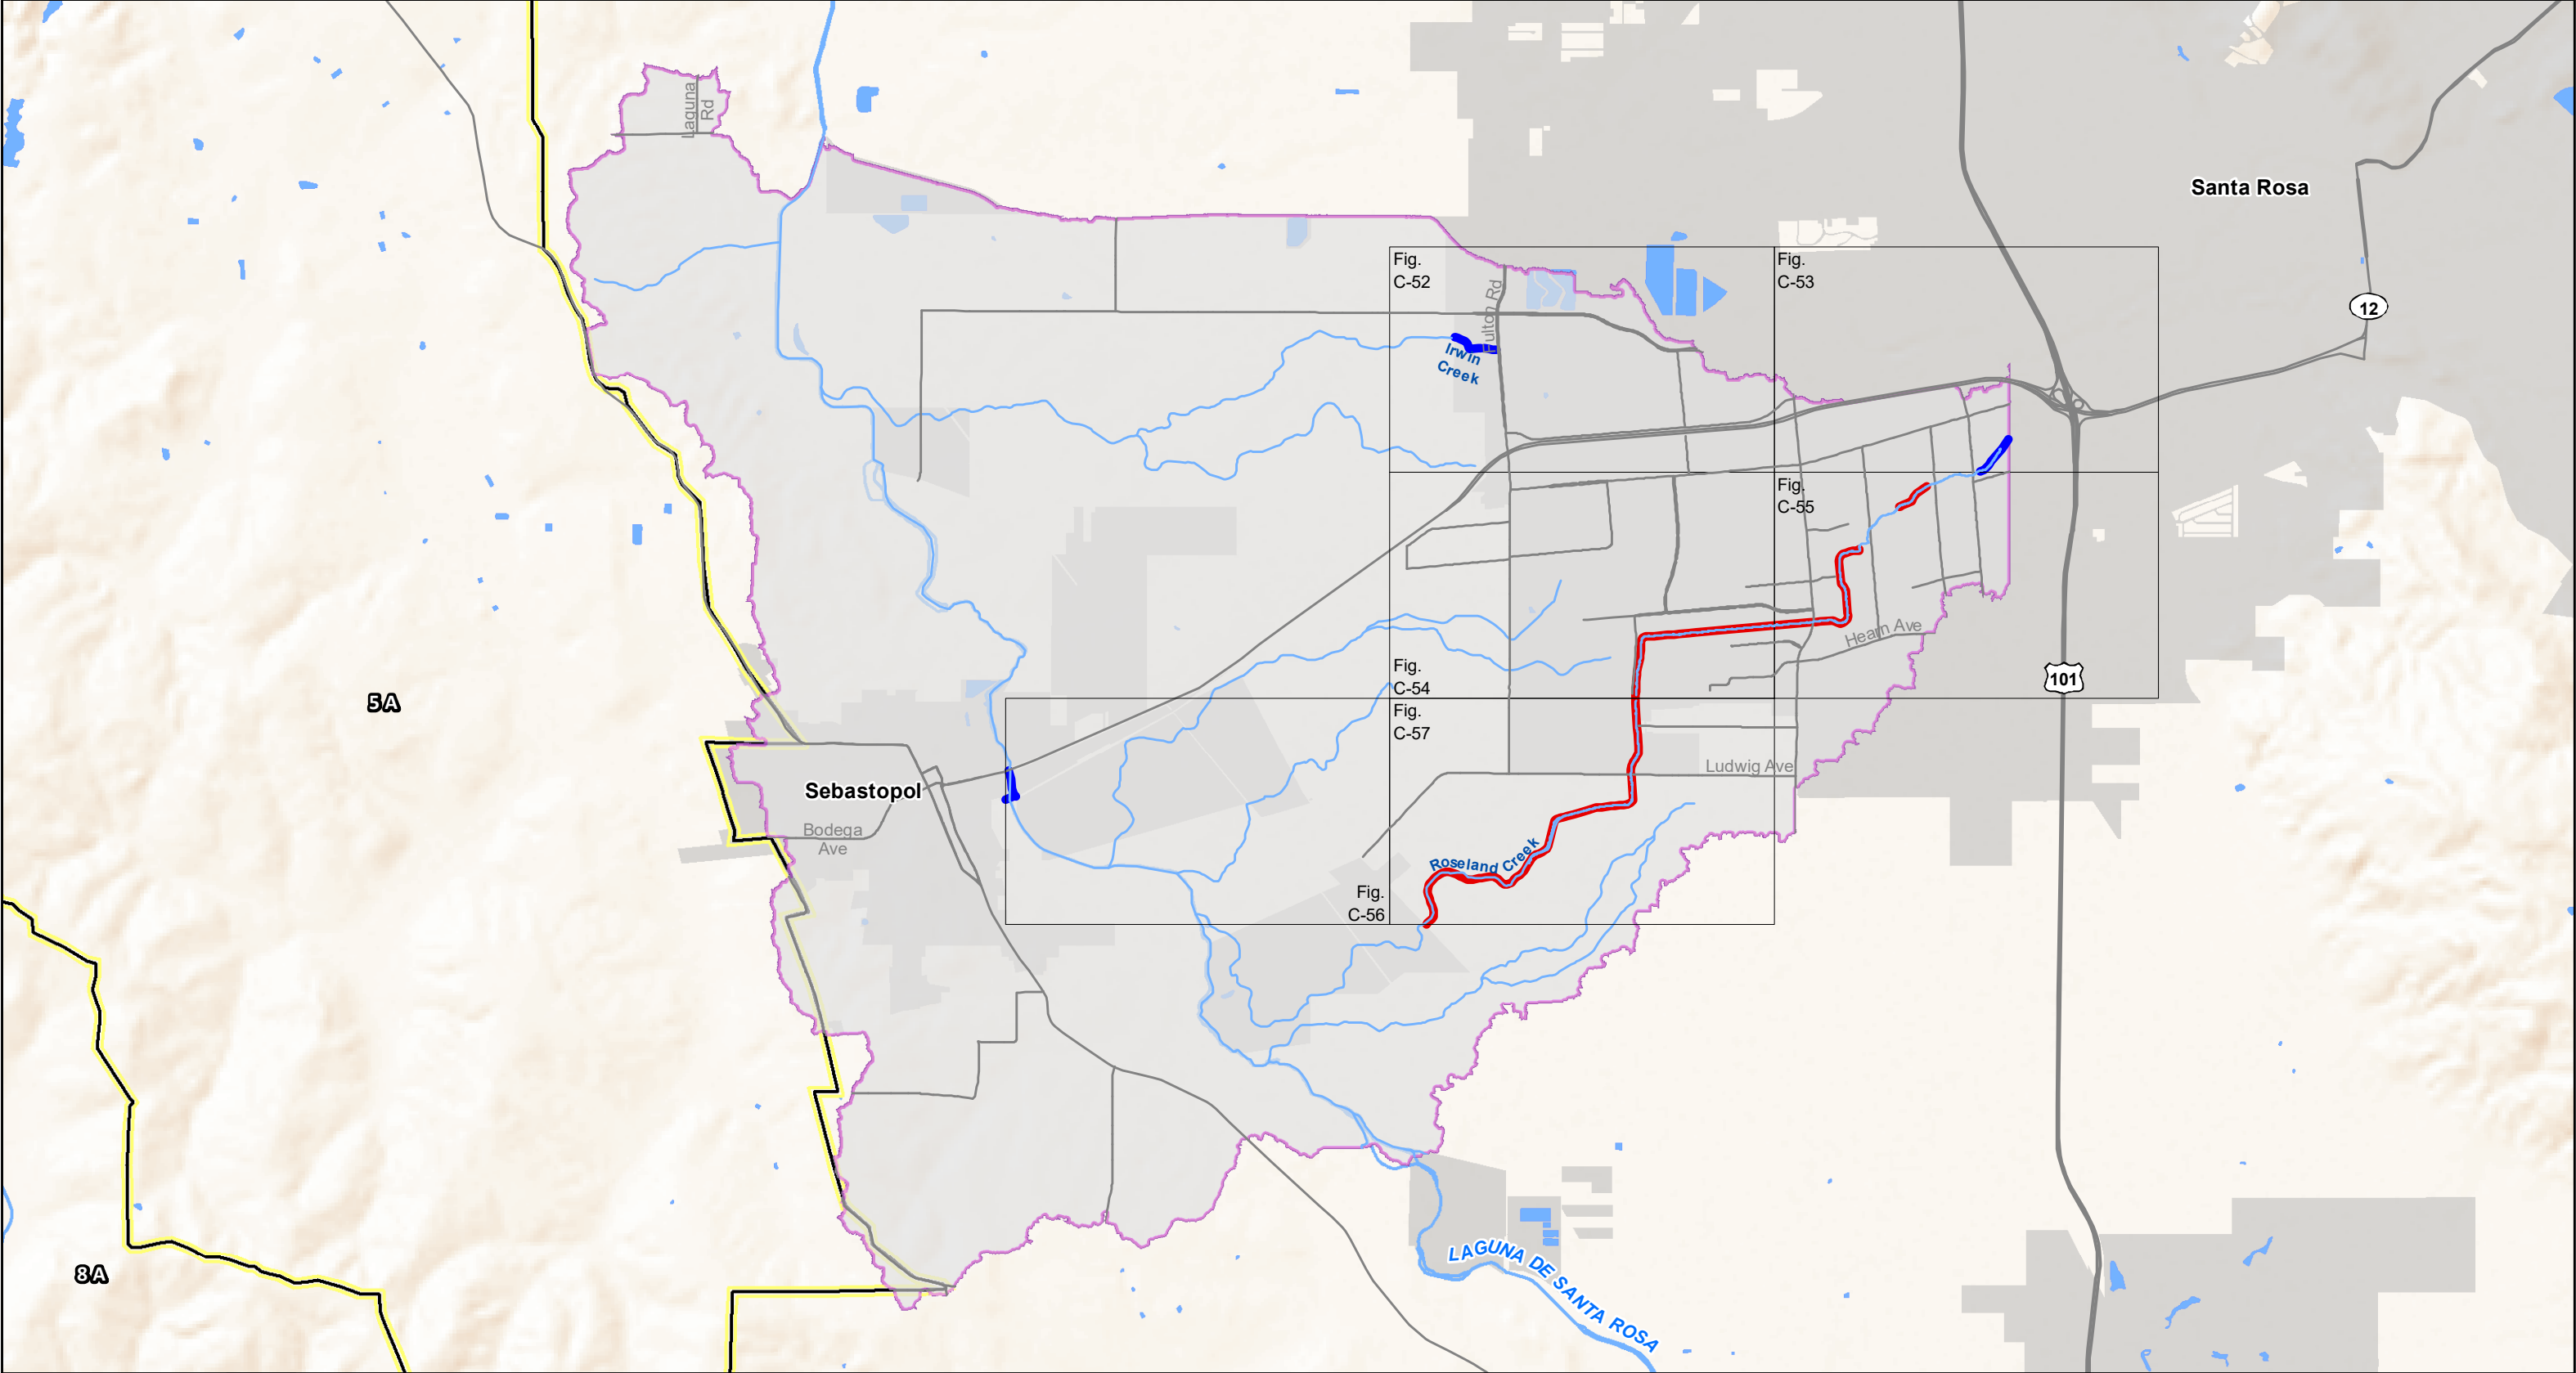 Laguna
Rd
Santa Rosa
Fig.
C-52
Fig.
C-53
Fulton Rd
12
Irwin
Creek
Fig.
C-55
Hearn Ave
Fig.
C-54
101
5A
Fig.
C-57
Ludwig Ave
Sebastopol
Bodega
Ave
Roseland Creek
Fig.
C-56
LAGUNA DE SANTA ROSA
8A